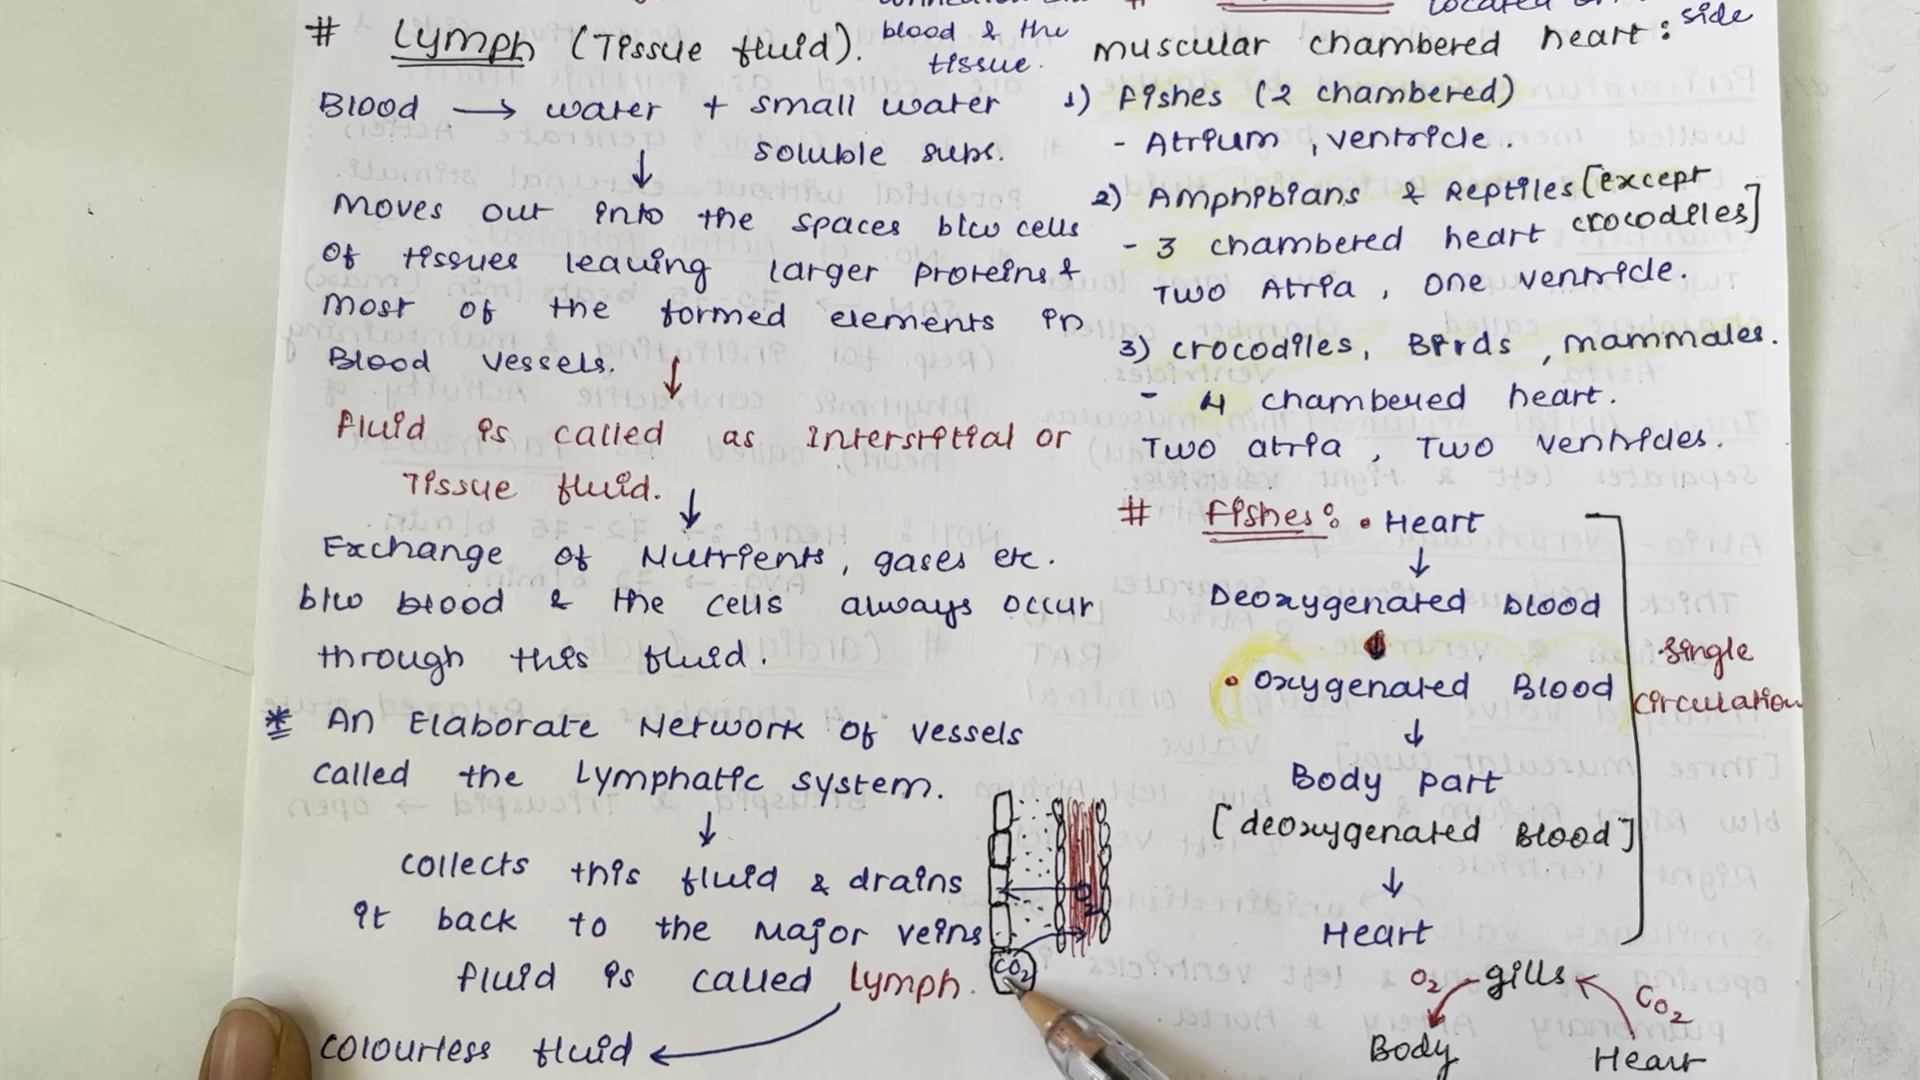 # Lymph (Tissue fluid).
blood & the
tissue.
Blood → water + small water
soluble subs.
↓
Moves out into the spaces b/w cells
of tissues leaving larger proteins &
most of the formed elements in
Blood vessels.
↓
fluid is called as Interstitial or
Tissue fluid.
↓
Exchange of Nutrients, gases etc.
b/w blood & the cells always occur
through this fluid.
* An Elaborate Network of vessels
called the Lymphatic system.
↓
collects this fluid & drains
it back to the Major veins
fluid is called lymph.
colourless fluid ←
O2
CO2
located on
side
muscular chambered heart:
1) Fishes (2 chambered)
- Atrium, ventricle.
2) Amphibians & Reptiles [except
crocodiles]
- 3 chambered heart
Two Atria, One ventricle.
3) crocodiles, Birds, mammales.
- 4 chambered heart.
Two atria, Two ventricles.
# Fishes: • Heart
↓
Deoxygenated blood
↓
• Oxygenated Blood
↓
Body part
[deoxygenated Blood]
↓
Heart
single
circulation
O2 gills CO2
Body Heart